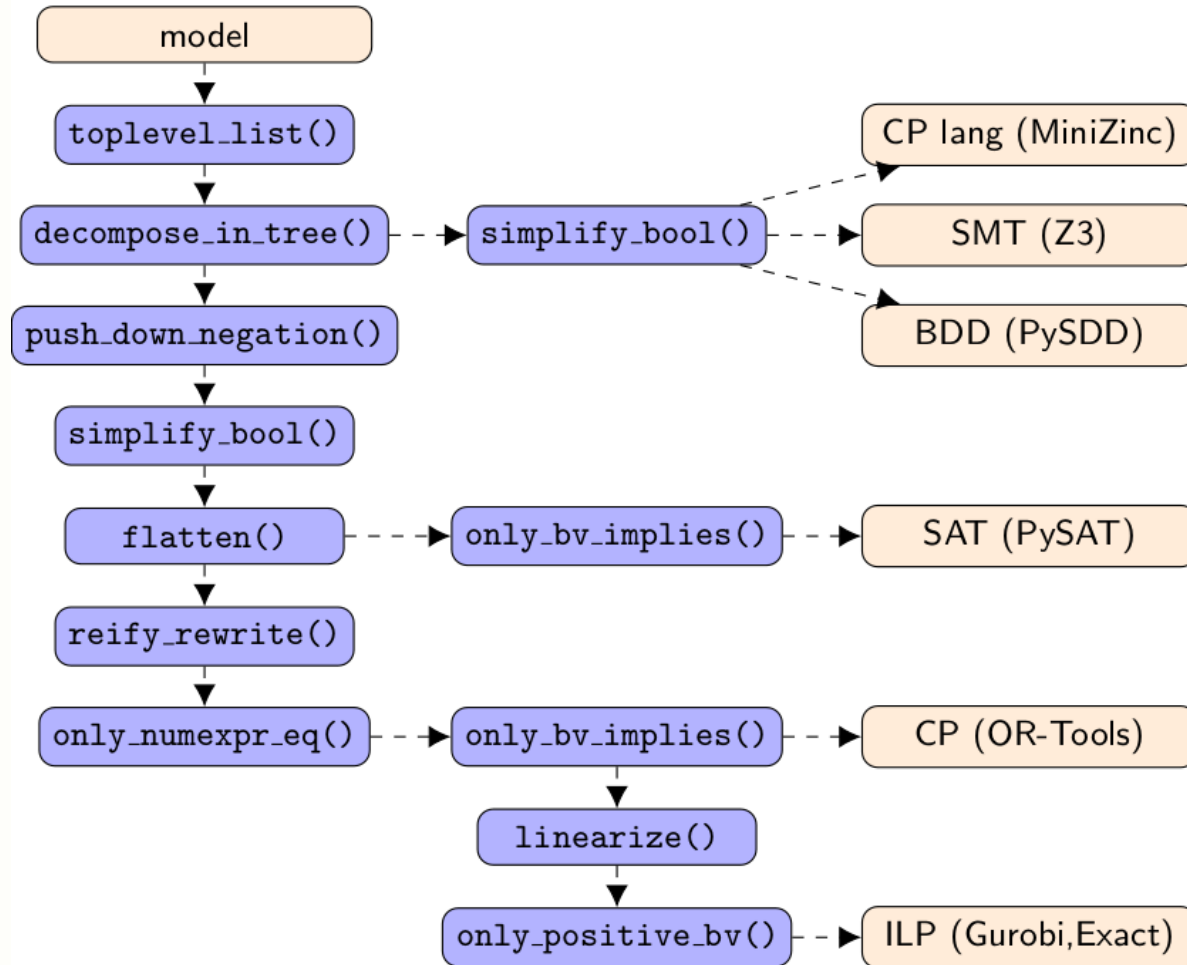 model
toplevel_list()
CP lang (MiniZinc)
decompose_in_tree()
simplify_bool()
SMT (Z3)
push_down_negation()
BDD (PySDD)
simplify_bool()
flatten()
only_bv_implies()
SAT (PySAT)
reify_rewrite()
only_numexpr_eq()
only_bv_implies()
CP (OR-Tools)
linearize()
only_positive_bv()
ILP (Gurobi,Exact)